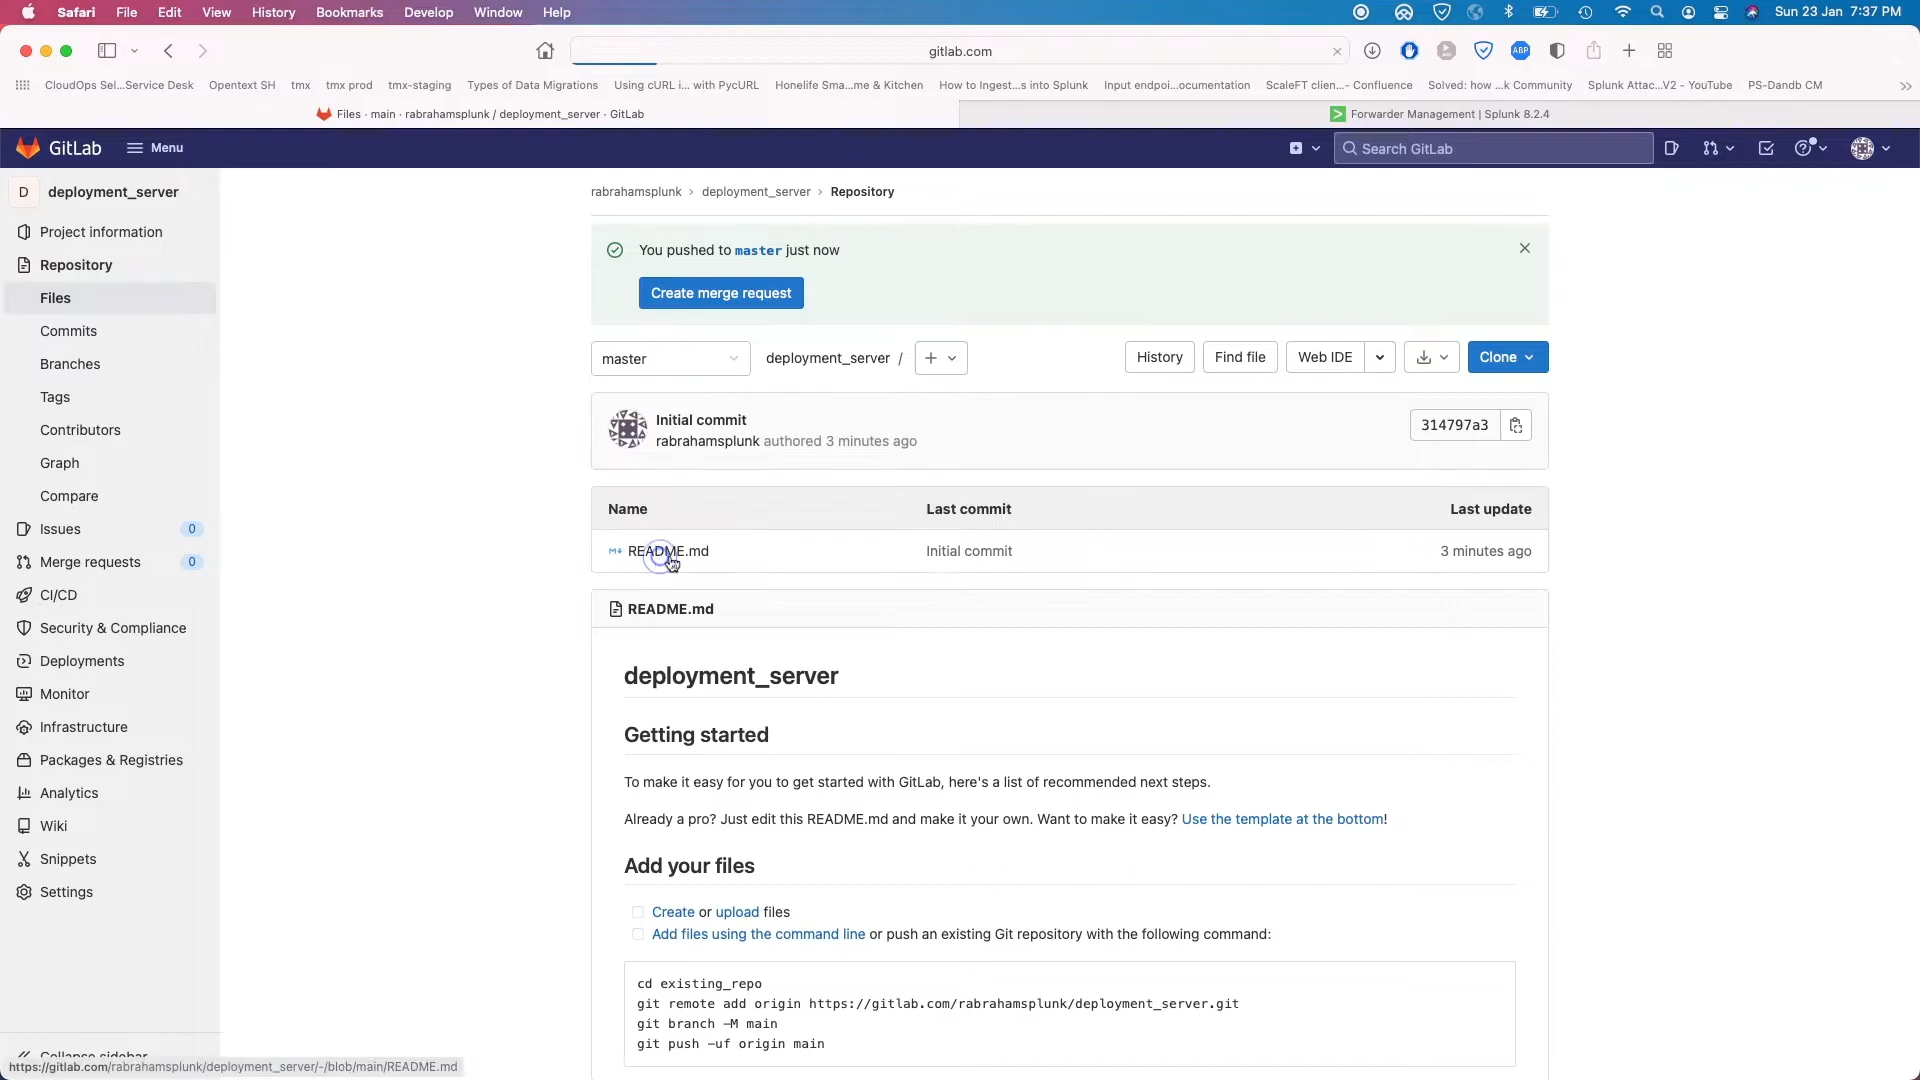 Safari File Edit View History Bookmarks Develop Window Help Sun 23 Jan 7:37 PM
gitlab.com ABP
CloudOps Sel...Service Desk Opentext SH tmx tmx prod tmx-staging Types of Data Migrations Using cURL i... with PycURL Honelife Sma...me & Kitchen How to Ingest...s into Splunk Input endpoi...ocumentation ScaleFT clien...- Confluence Solved: how ...k Community Splunk Attac...V2 - YouTube PS-Dandb CM
Files · main · rabrahamsplunk / deployment_server · GitLab
Forwarder Management | Splunk 8.2.4
GitLab Menu Search GitLab
D deployment_server
Project information
Repository
Files
Commits
Branches
Tags
Contributors
Graph
Compare
Issues 0
Merge requests 0
CI/CD
Security & Compliance
Deployments
Monitor
Infrastructure
Packages & Registries
Analytics
Wiki
Snippets
Settings
Collapse sidebar
https://gitlab.com/rabrahamsplunk/deployment_server/-/blob/main/README.md
rabrahamsplunk › deployment_server › Repository
You pushed to master just now
Create merge request
master deployment_server / + History Find file Web IDE Clone
Initial commit
rabrahamsplunk authored 3 minutes ago
314797a3
Name Last commit Last update
M README.md Initial commit 3 minutes ago
README.md
deployment_server
Getting started
To make it easy for you to get started with GitLab, here's a list of recommended next steps.
Already a pro? Just edit this README.md and make it your own. Want to make it easy? Use the template at the bottom!
Add your files
Create or upload files
Add files using the command line or push an existing Git repository with the following command:
cd existing_repo
git remote add origin https://gitlab.com/rabrahamsplunk/deployment_server.git
git branch -M main
git push -uf origin main